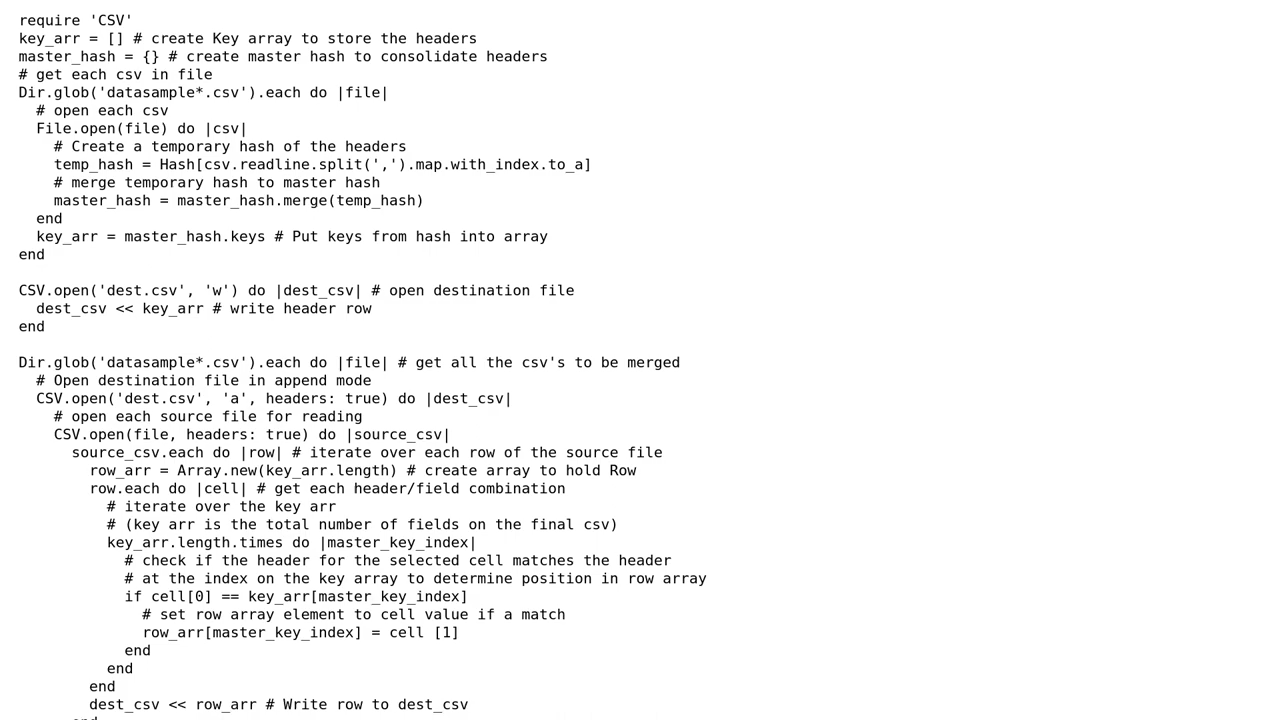 require 'CSV'
key_arr = [] # create Key array to store the headers
master_hash = {} # create master hash to consolidate headers
# get each csv in file
Dir.glob('datasample*.csv').each do |file|
  # open each csv
  File.open(file) do |csv|
    # Create a temporary hash of the headers
    temp_hash = Hash[csv.readline.split(',').map.with_index.to_a]
    # merge temporary hash to master hash
    master_hash = master_hash.merge(temp_hash)
  end
  key_arr = master_hash.keys # Put keys from hash into array
end

CSV.open('dest.csv', 'w') do |dest_csv| # open destination file
  dest_csv << key_arr # write header row
end

Dir.glob('datasample*.csv').each do |file| # get all the csv's to be merged
  # Open destination file in append mode
  CSV.open('dest.csv', 'a', headers: true) do |dest_csv|
    # open each source file for reading
    CSV.open(file, headers: true) do |source_csv|
      source_csv.each do |row| # iterate over each row of the source file
        row_arr = Array.new(key_arr.length) # create array to hold Row
        row.each do |cell| # get each header/field combination
          # iterate over the key arr
          # (key arr is the total number of fields on the final csv)
          key_arr.length.times do |master_key_index|
            # check if the header for the selected cell matches the header
            # at the index on the key array to determine position in row array
            if cell[0] == key_arr[master_key_index]
              # set row array element to cell value if a match
              row_arr[master_key_index] = cell [1]
            end
          end
        end
        dest_csv << row_arr # Write row to dest_csv
      end